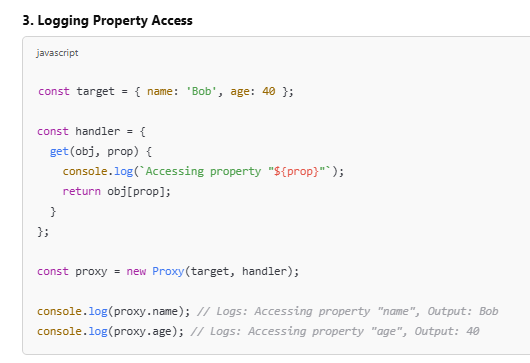 3. Logging Property Access
javascript
const target = { name: 'Bob', age: 40 };
const handler = {
  get(obj, prop) {
    console.log(`Accessing property "${prop}"`);
    return obj[prop];
  }
};
const proxy = new Proxy(target, handler);
console.log(proxy.name); // Logs: Accessing property "name", Output: Bob
console.log(proxy.age); // Logs: Accessing property "age", Output: 40